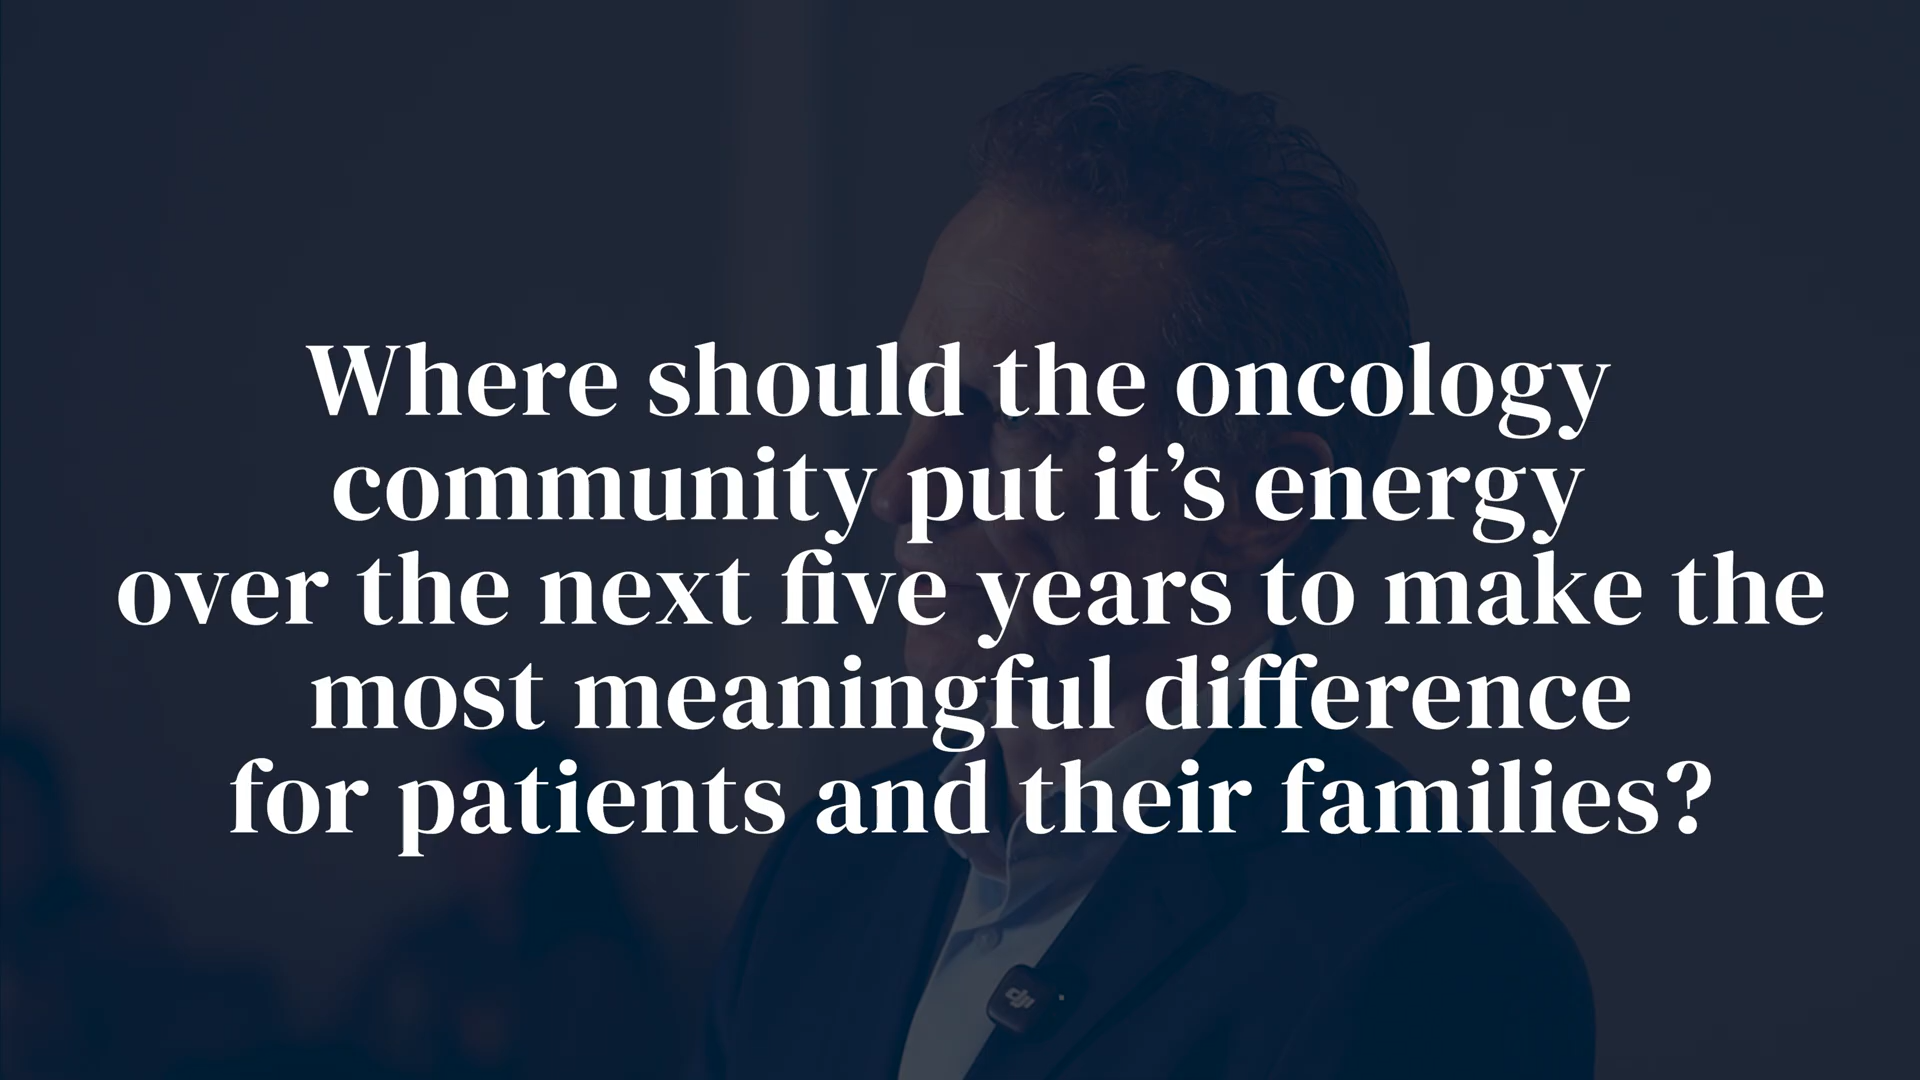 Where should the oncology
community put it’s energy
over the next five years to make the
most meaningful difference
for patients and their families?
dji